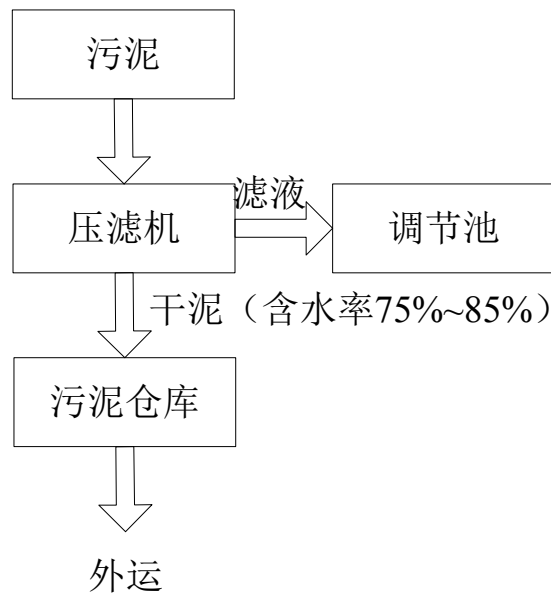 污泥
滤液
压滤机
调节池
干泥（含水率75%~85%）
污泥仓库
外运